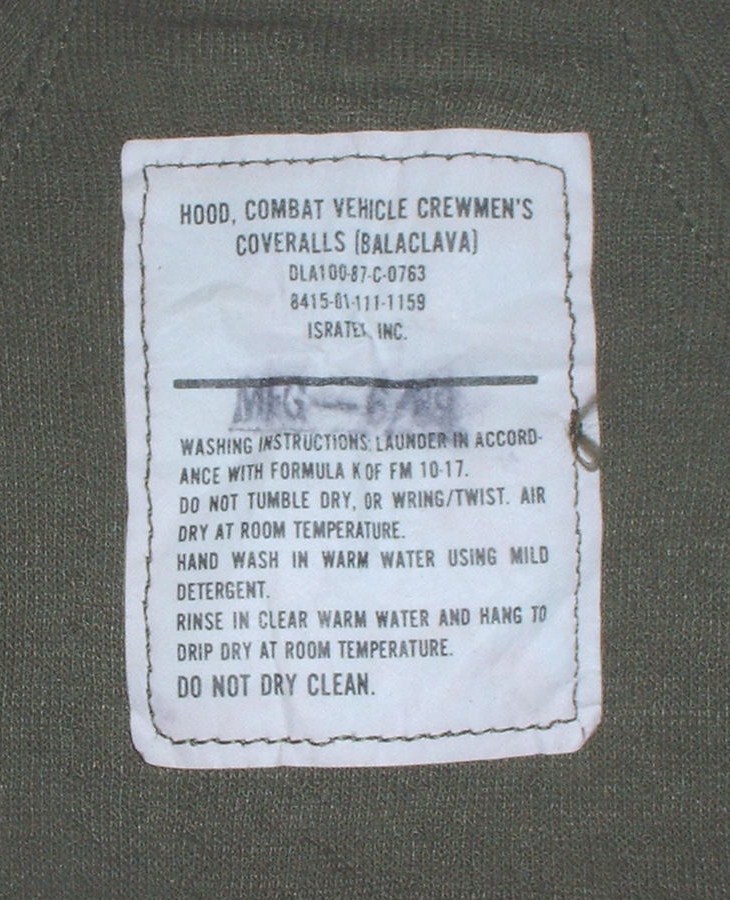 HOOD, COMBAT VEHICLE CREWMEN'S
COVERALLS (BALACLAVA)
DLA100-87-C-0763
8415-01-111-1159
ISRATEX INC.
MFG —
WASHING INSTRUCTIONS: LAUNDER IN ACCORD-
ANCE WITH FORMULA K OF FM 10-17.
DO NOT TUMBLE DRY, OR WRING/TWIST. AIR
DRY AT ROOM TEMPERATURE.
HAND WASH IN WARM WATER USING MILD
DETERGENT.
RINSE IN CLEAR WARM WATER AND HANG TO
DRIP DRY AT ROOM TEMPERATURE.
DO NOT DRY CLEAN.